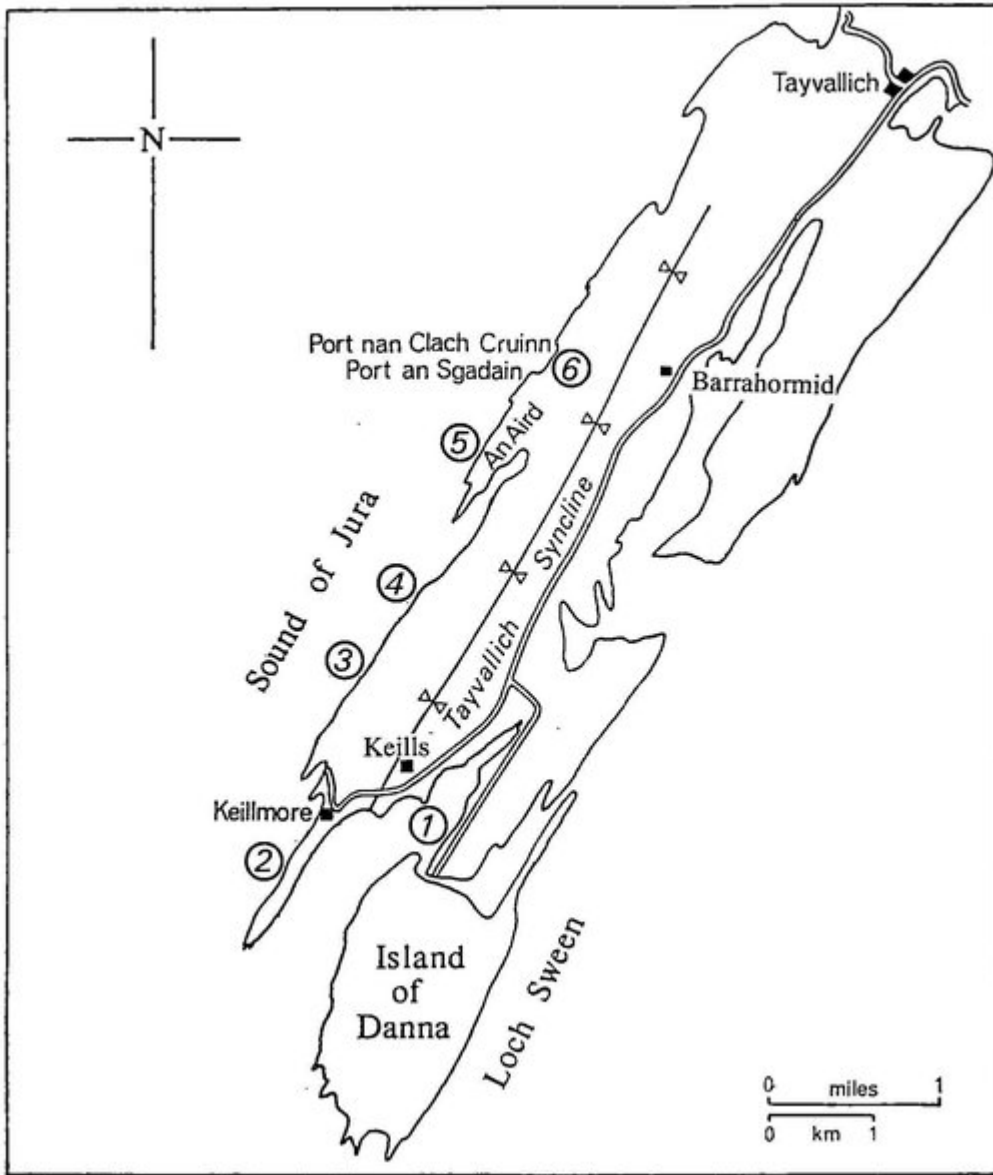 N
Tayvallich
Port nan Clach Cruinn
Port an Sgadain
6
Barrahormid
5
An Aird
Sound of Jura
4
3
Tayvallich Syncline
Keills
Keillmore
1
2
Island
of
Danna
Loch Sween
0 miles 1
0 km 1